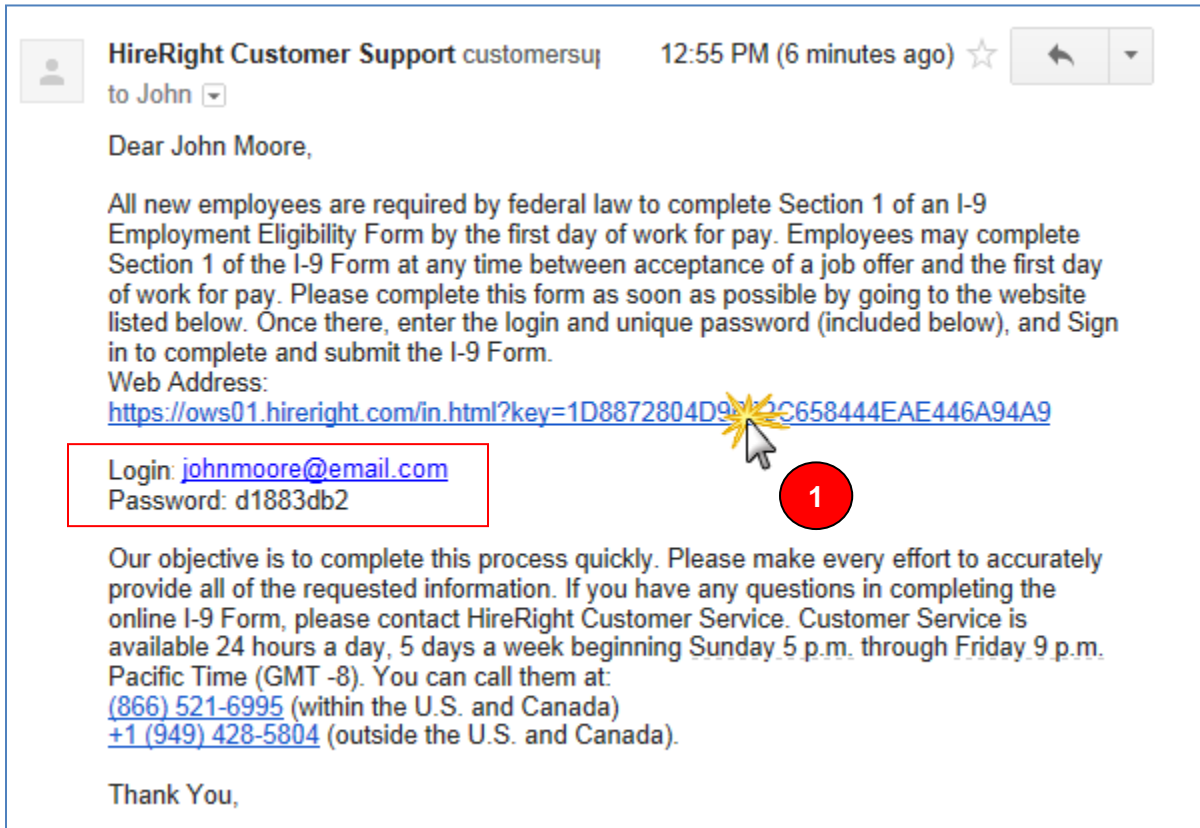 HireRight Customer Support customersup 12:55 PM (6 minutes ago)
to John
Dear John Moore,
All new employees are required by federal law to complete Section 1 of an I-9
Employment Eligibility Form by the first day of work for pay. Employees may complete
Section 1 of the I-9 Form at any time between acceptance of a job offer and the first day
of work for pay. Please complete this form as soon as possible by going to the website
listed below. Once there, enter the login and unique password (included below), and Sign
in to complete and submit the I-9 Form.
Web Address:
https://ows01.hireright.com/in.html?key=1D8872804D9 C658444EAE446A94A9
Login: johnmoore@email.com
Password: d1883db2
1
Our objective is to complete this process quickly. Please make every effort to accurately
provide all of the requested information. If you have any questions in completing the
online I-9 Form, please contact HireRight Customer Service. Customer Service is
available 24 hours a day, 5 days a week beginning Sunday 5 p.m. through Friday 9 p.m.
Pacific Time (GMT -8). You can call them at:
(866) 521-6995 (within the U.S. and Canada)
+1 (949) 428-5804 (outside the U.S. and Canada).
Thank You,